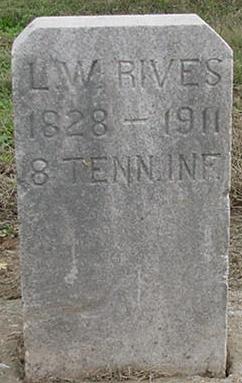 L. W. RIVES
1828 – 1911
8 TENN. INF.